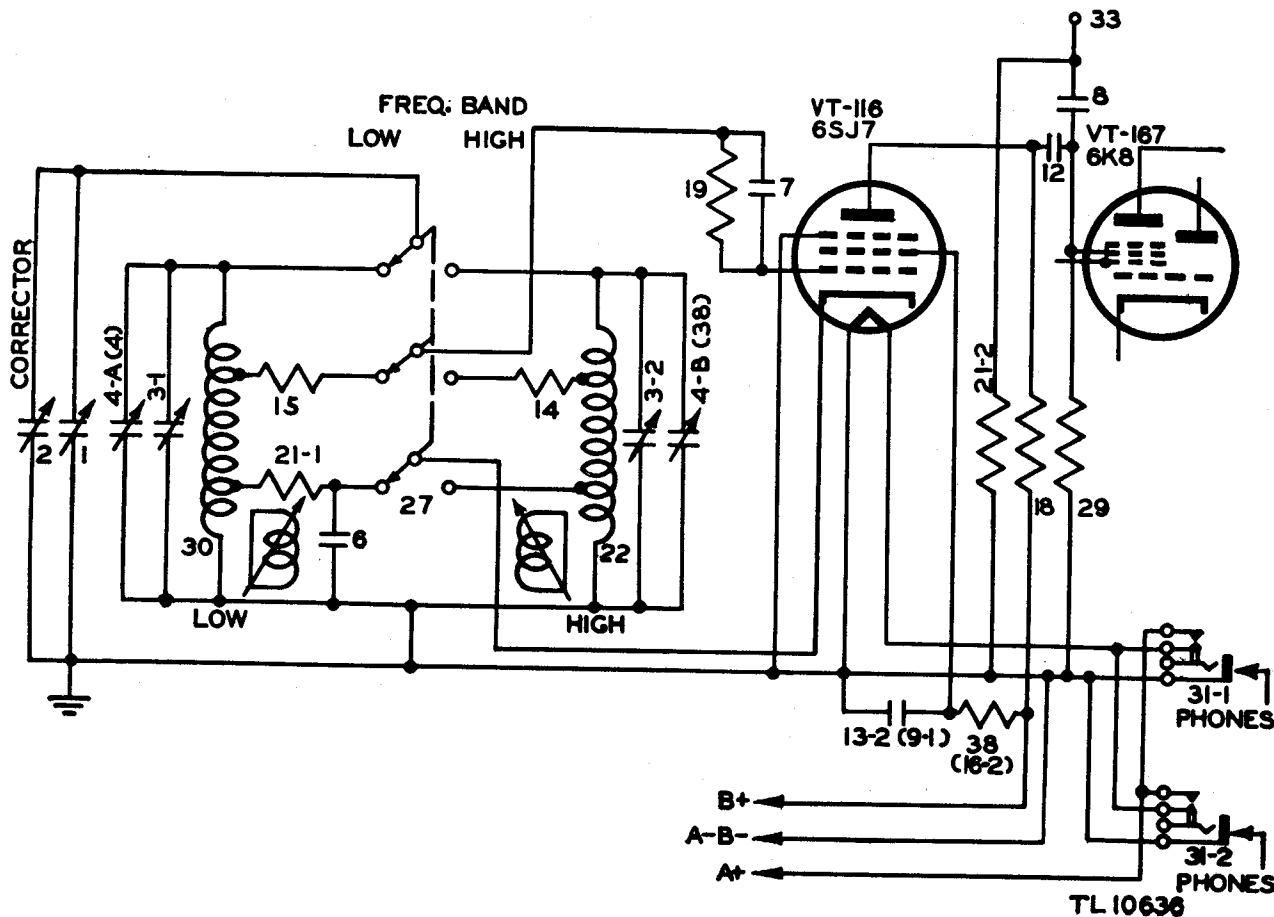 33
FREQ. BAND
LOW HIGH
8
VT-116
6SJ7
VT-167
6K8
12
19
7
CORRECTOR
4-A(4)
3-1
15
14
3-2
4-B (38)
21-2
2
1
21-1
27
18
29
30
6
22
LOW
HIGH
31-1
PHONES
13-2 (9-1)
38
(16-2)
B+
A-B-
A+
31-2
PHONES
TL 10636